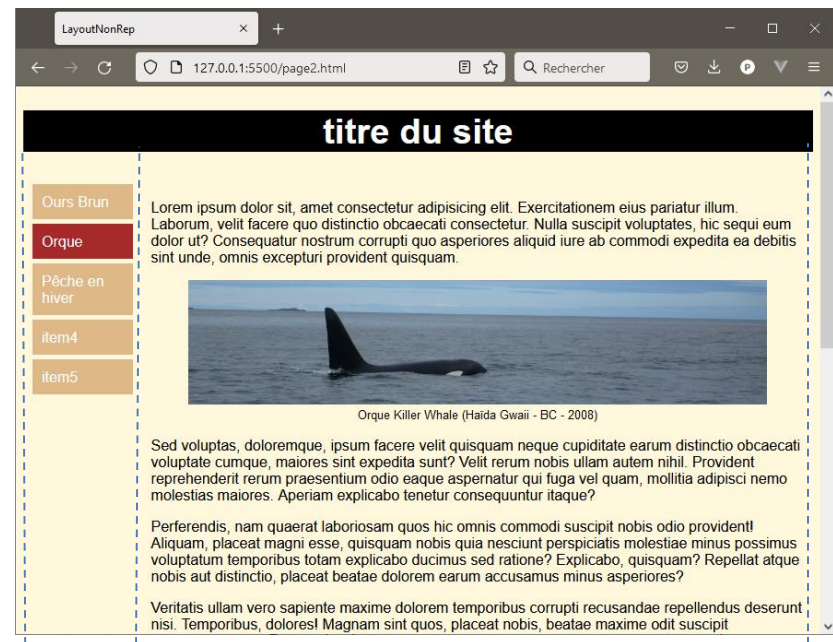 LayoutNonRep
127.0.0.1:5500/page2.html
Rechercher
P
titre du site
Ours Brun
Orque
Pêche en
hiver
item4
item5
Lorem ipsum dolor sit, amet consectetur adipisicing elit. Exercitationem eius pariatur illum.
Laborum, velit facere quo distinctio obcaecati consectetur. Nulla suscipit voluptates, hic sequi eum
dolor ut? Consequatur nostrum corrupti quo asperiores aliquid iure ab commodi expedita ea debitis
sint unde, omnis excepturi provident quisquam.
Orque Killer Whale (Haïda Gwaii - BC - 2008)
Sed voluptas, doloremque, ipsum facere velit quisquam neque cupiditate earum distinctio obcaecati
voluptate cumque, maiores sint expedita sunt? Velit rerum nobis ullam autem nihil. Provident
reprehenderit rerum praesentium odio eaque aspernatur qui fuga vel quam, mollitia adipisci nemo
molestias maiores. Aperiam explicabo tenetur consequuntur itaque?
Perferendis, nam quaerat laboriosam quos hic omnis commodi suscipit nobis odio provident!
Aliquam, placeat magni esse, quisquam nobis quia nesciunt perspiciatis molestiae minus possimus
voluptatum temporibus totam explicabo ducimus sed ratione? Explicabo, quisquam? Repellat atque
nobis aut distinctio, placeat beatae dolorem earum accusamus minus asperiores?
Veritatis ullam vero sapiente maxime dolorem temporibus corrupti recusandae repellendus deserunt
nisi. Temporibus, dolores! Magnam sint quos, placeat nobis, beatae maxime odit suscipit